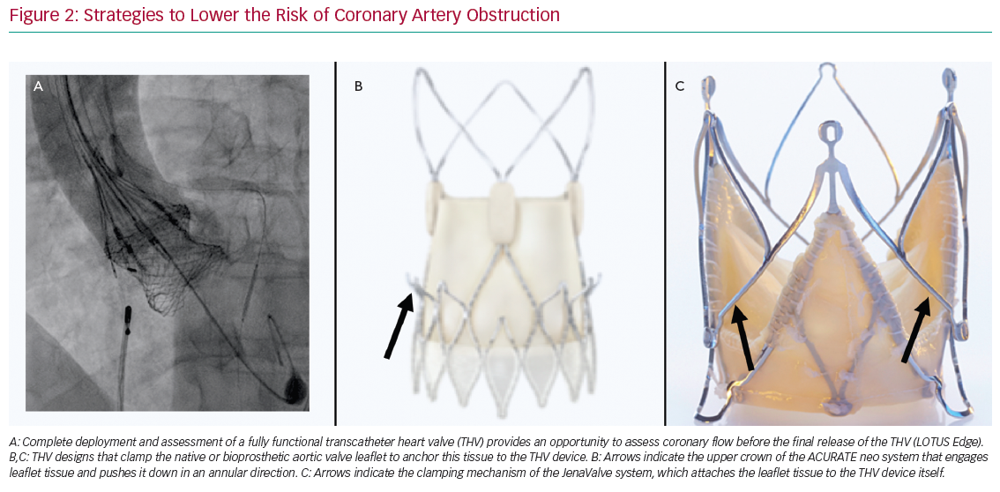 Figure 2: Strategies to Lower the Risk of Coronary Artery Obstruction
A
B
C
A: Complete deployment and assessment of a fully functional transcatheter heart valve (THV) provides an opportunity to assess coronary flow before the final release of the THV (LOTUS Edge).
B,C: THV designs that clamp the native or bioprosthetic aortic valve leaflet to anchor this tissue to the THV device. B: Arrows indicate the upper crown of the ACURATE neo system that engages
leaflet tissue and pushes it down in an annular direction. C: Arrows indicate the clamping mechanism of the JenaValve system, which attaches the leaflet tissue to the THV device itself.